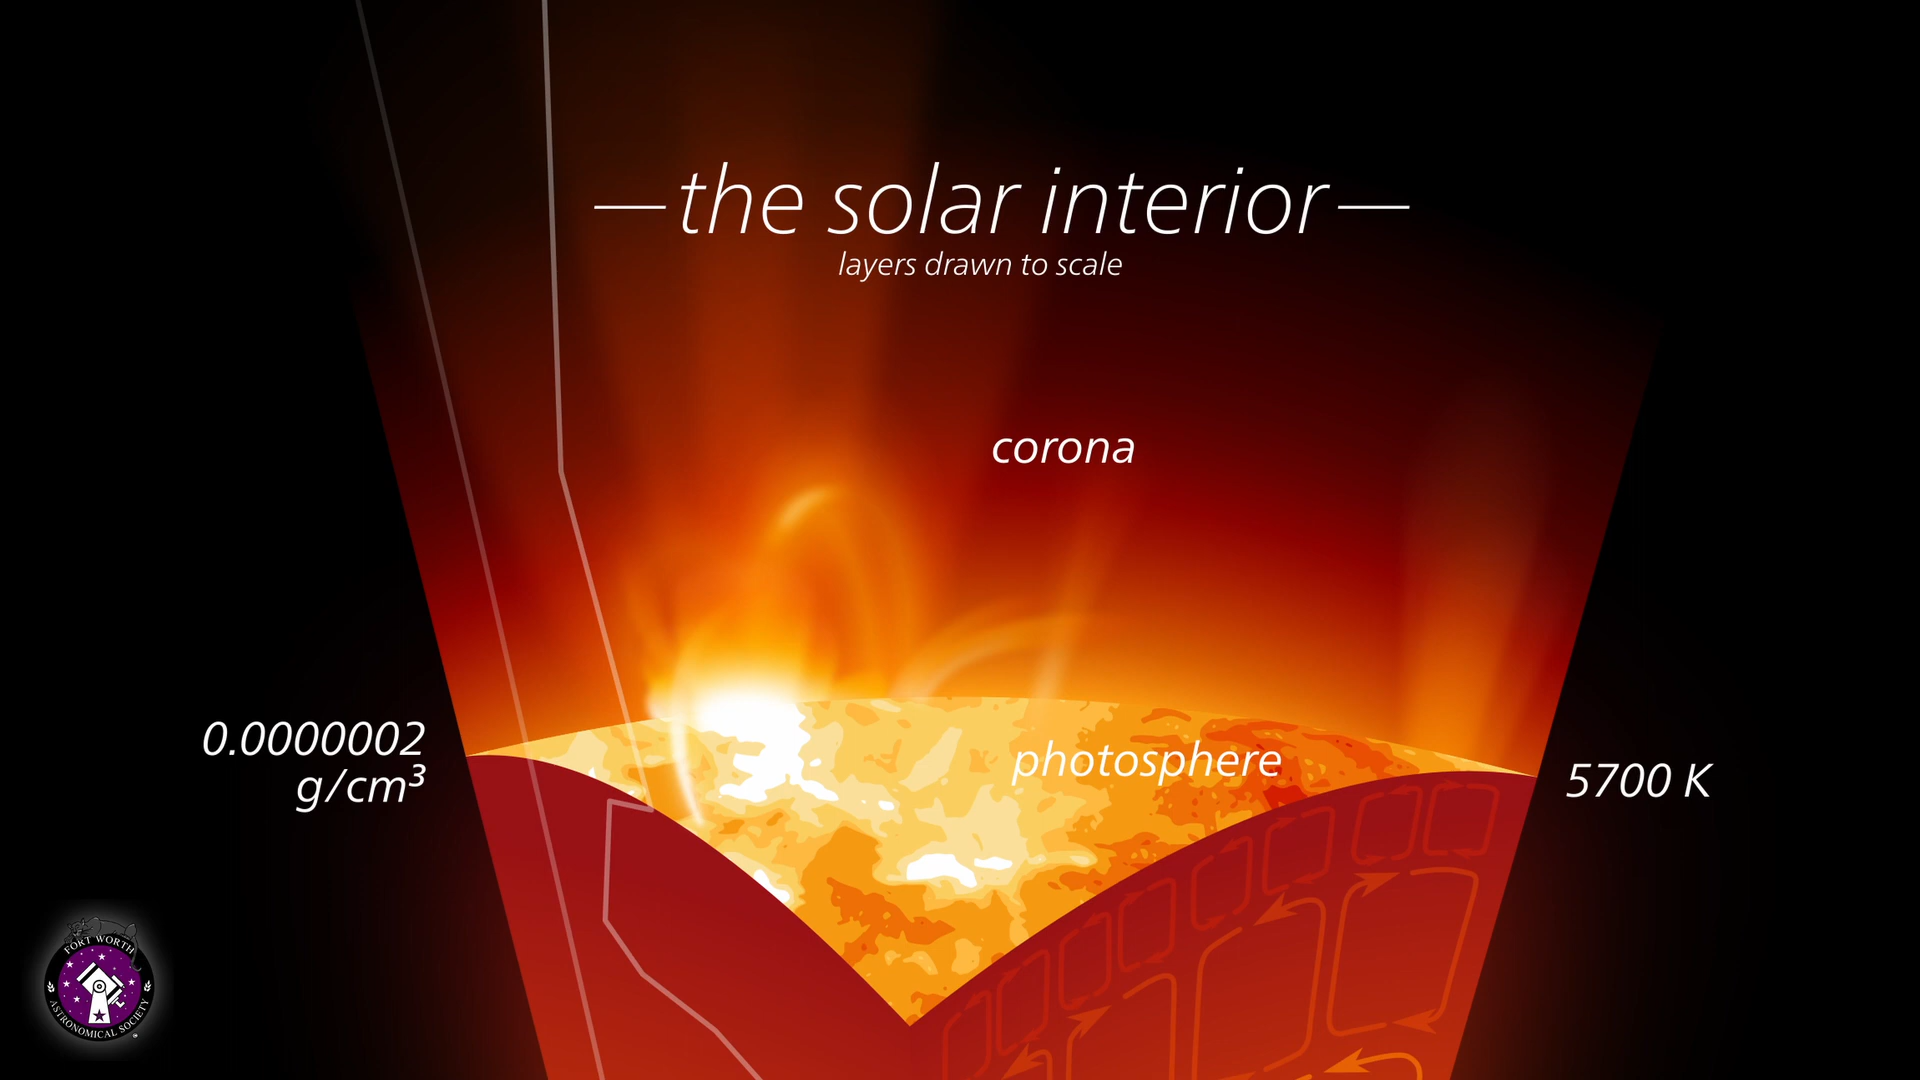 —the solar interior—
layers drawn to scale
corona
0.0000002
g/cm³
photosphere
5700 K
FORT WORTH
ASTRONOMICAL SOCIETY